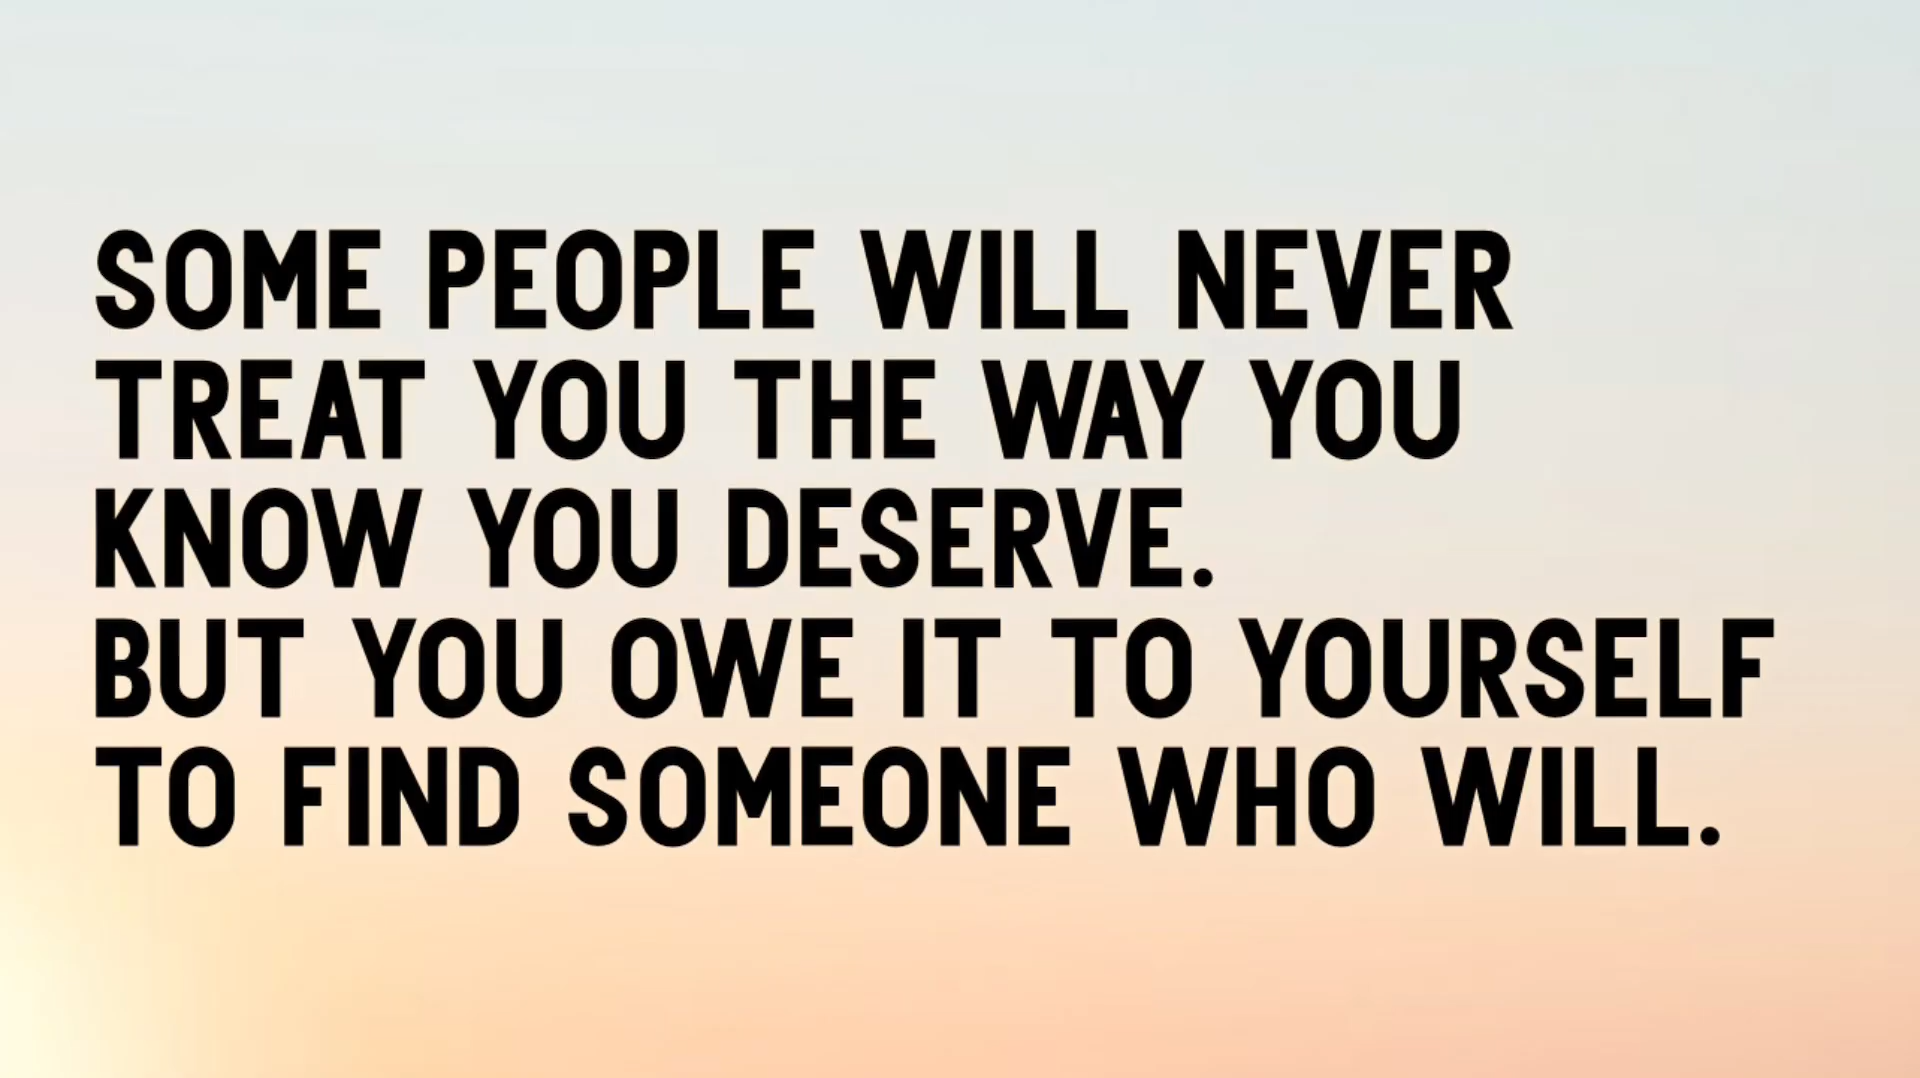 SOME PEOPLE WILL NEVER
TREAT YOU THE WAY YOU
KNOW YOU DESERVE.
BUT YOU OWE IT TO YOURSELF
TO FIND SOMEONE WHO WILL.